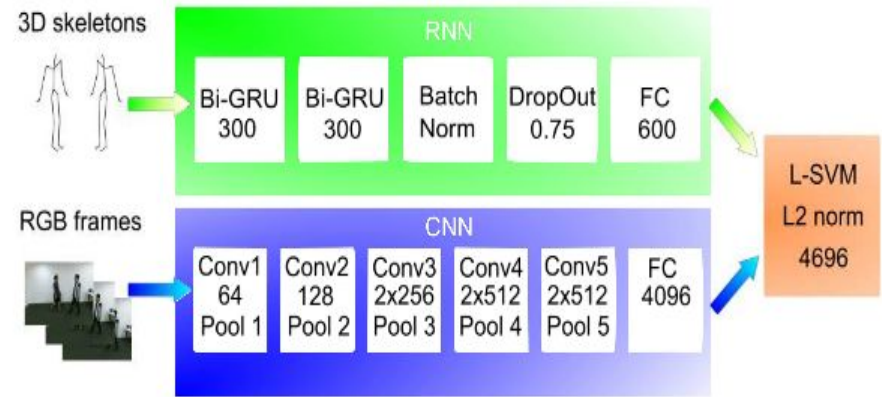 3D skeletons
RNN
Bi-GRU
300
Bi-GRU
300
Batch
Norm
DropOut
0.75
FC
600
L-SVM
L2 norm
4696
RGB frames
CNN
Conv1
64
Pool 1
Conv2
128
Pool 2
Conv3
2x256
Pool 3
Conv4
2x512
Pool 4
Conv5
2x512
Pool 5
FC
4096